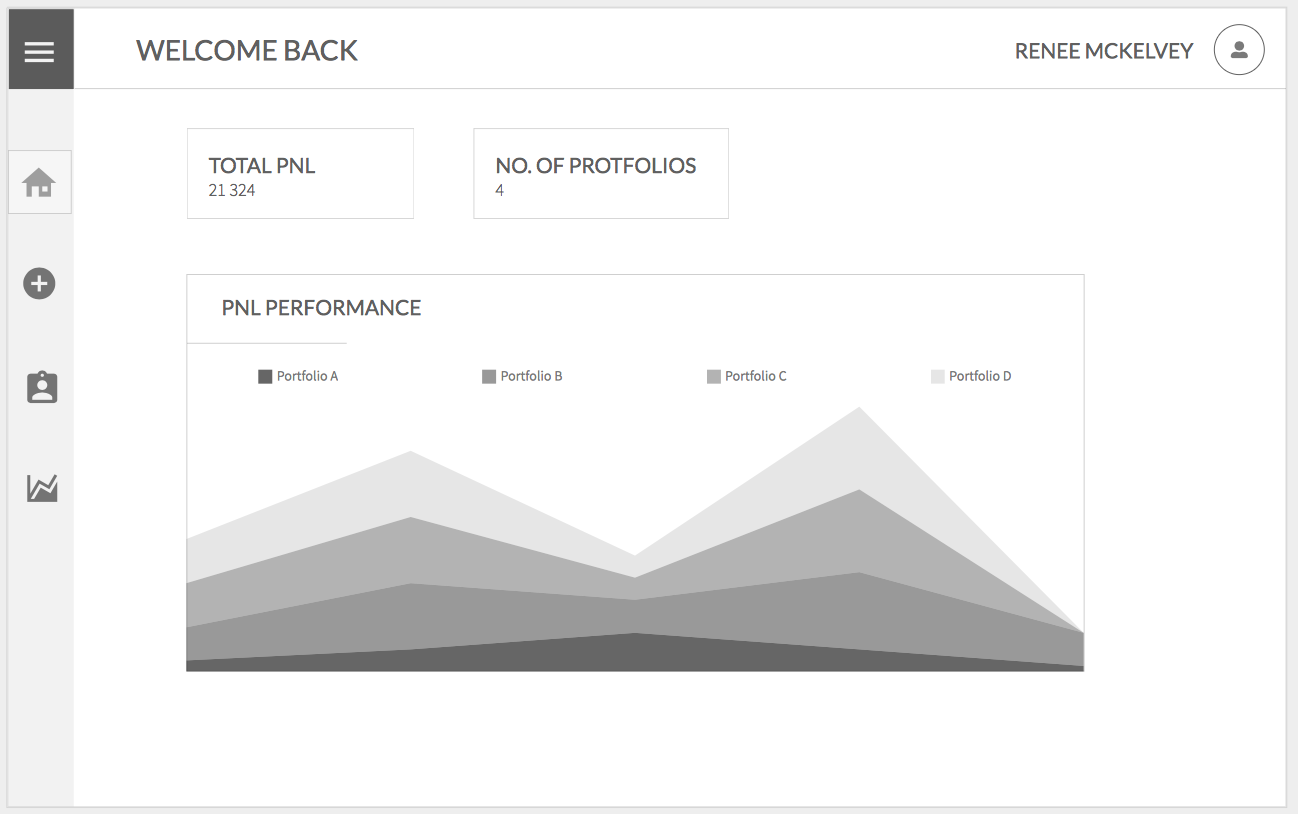 WELCOME BACK
RENEE MCKELVEY
TOTAL PNL
21 324
NO. OF PROTFOLIOS
4
PNL PERFORMANCE
Portfolio A
Portfolio B
Portfolio C
Portfolio D